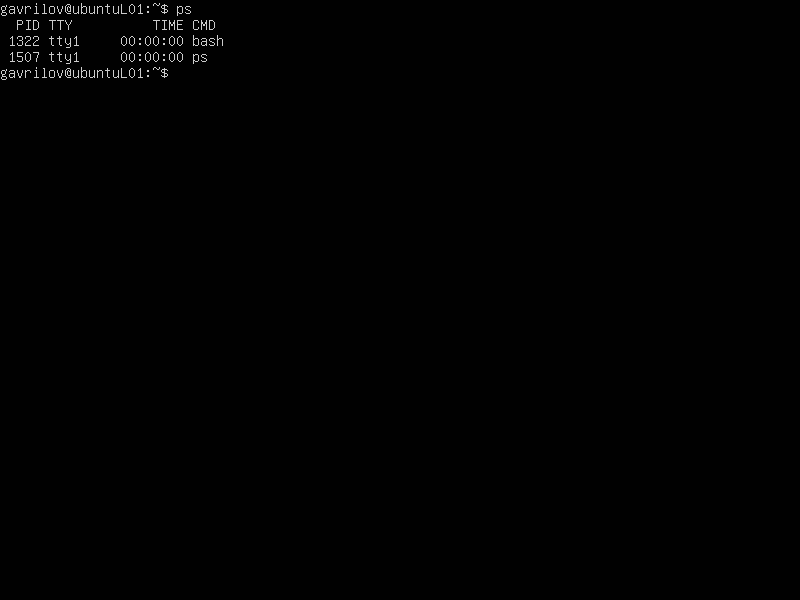 gavrilov@ubuntuL01:~$ ps
  PID TTY          TIME CMD
 1322 tty1     00:00:00 bash
 1507 tty1     00:00:00 ps
gavrilov@ubuntuL01:~$